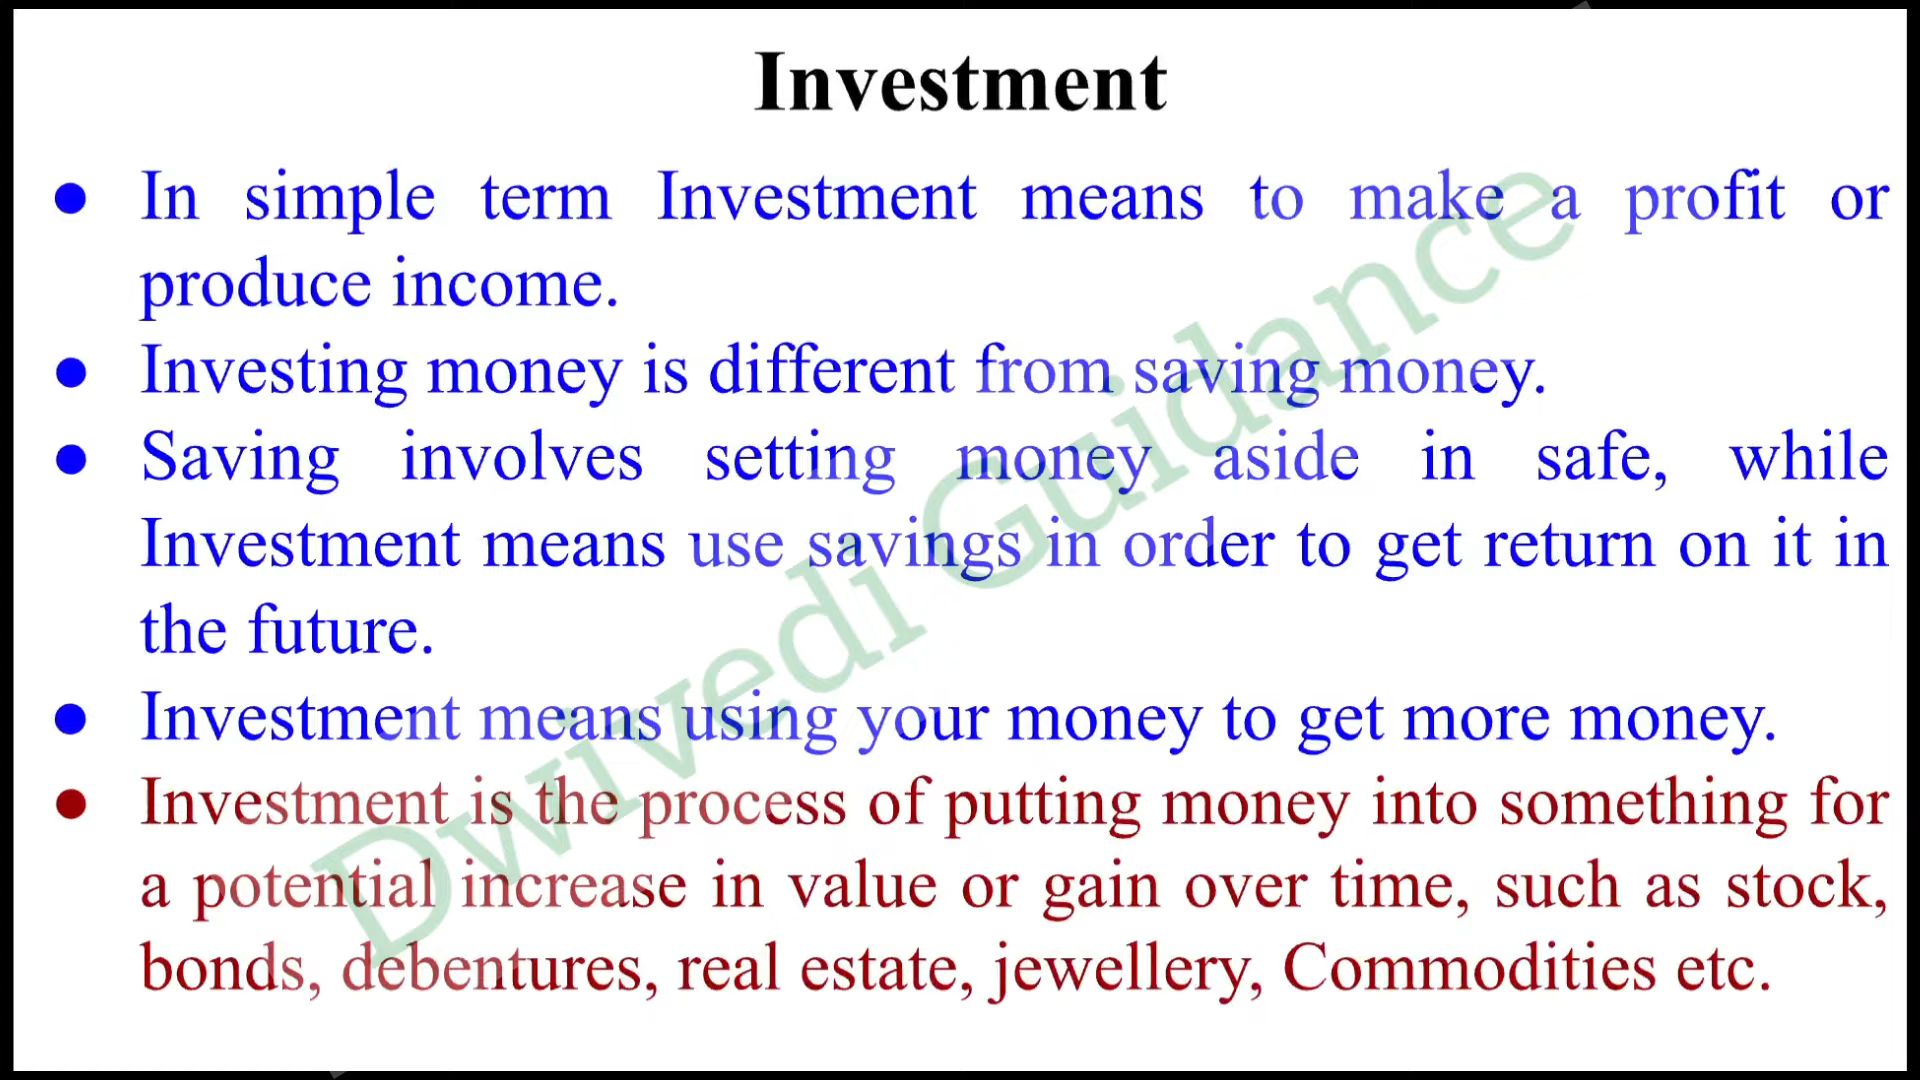 Investment
● In simple term Investment means to make a profit or
produce income.
● Investing money is different from saving money.
● Saving involves setting money aside in safe, while
Investment means use savings in order to get return on it in
the future.
● Investment means using your money to get more money.
● Investment is the process of putting money into something for
a potential increase in value or gain over time, such as stock,
bonds, debentures, real estate, jewellery, Commodities etc.
Dwivedi Guidance